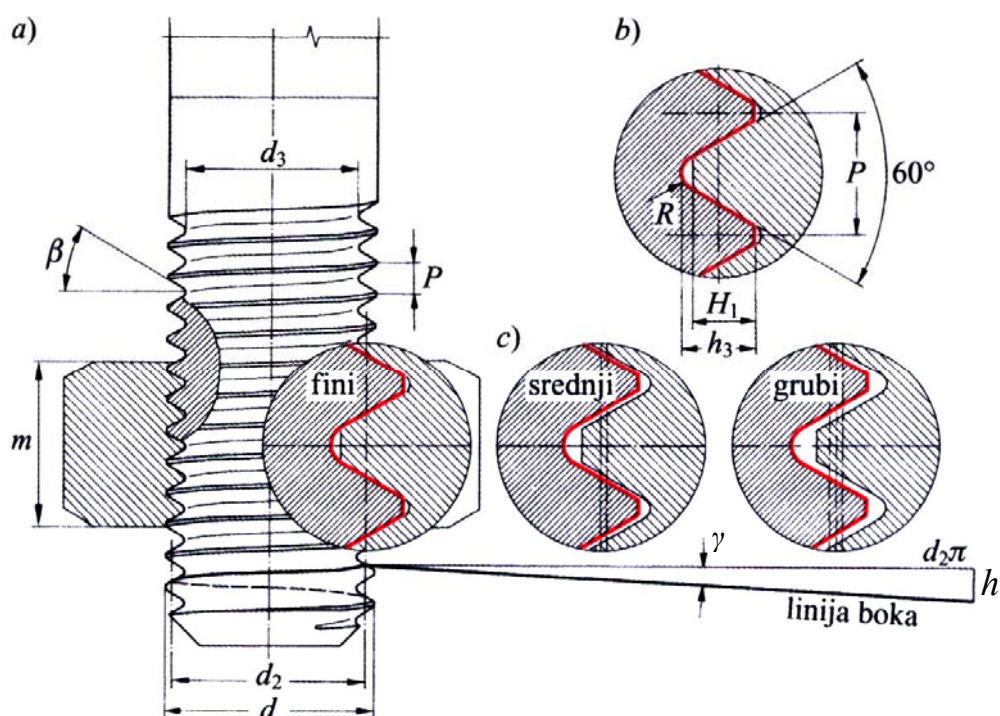 a)
b)
d₃
β
P
60°
P
R
H₁
h₃
c)
fini
srednji
grubi
m
γ
d₂π
h
linija boka
d₂
d